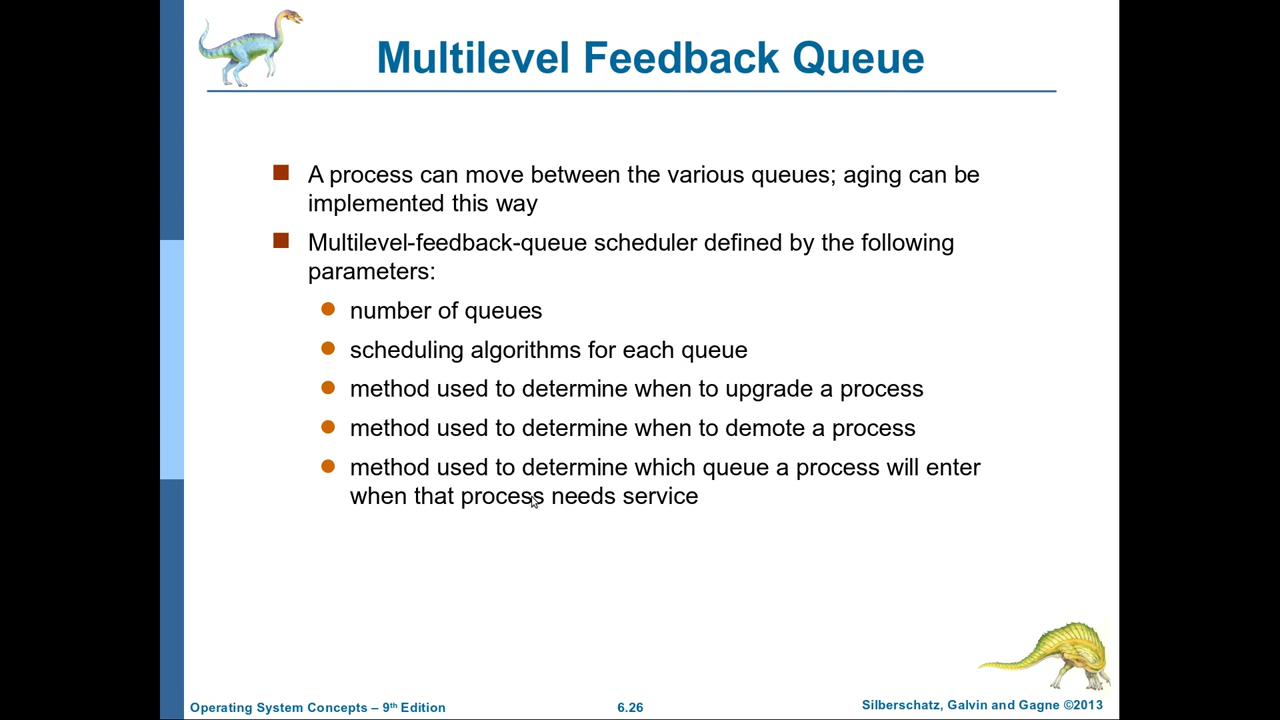 Multilevel Feedback Queue
A process can move between the various queues; aging can be
implemented this way
Multilevel-feedback-queue scheduler defined by the following
parameters:
number of queues
scheduling algorithms for each queue
method used to determine when to upgrade a process
method used to determine when to demote a process
method used to determine which queue a process will enter
when that process needs service
Operating System Concepts – 9th Edition
6.26
Silberschatz, Galvin and Gagne ©2013